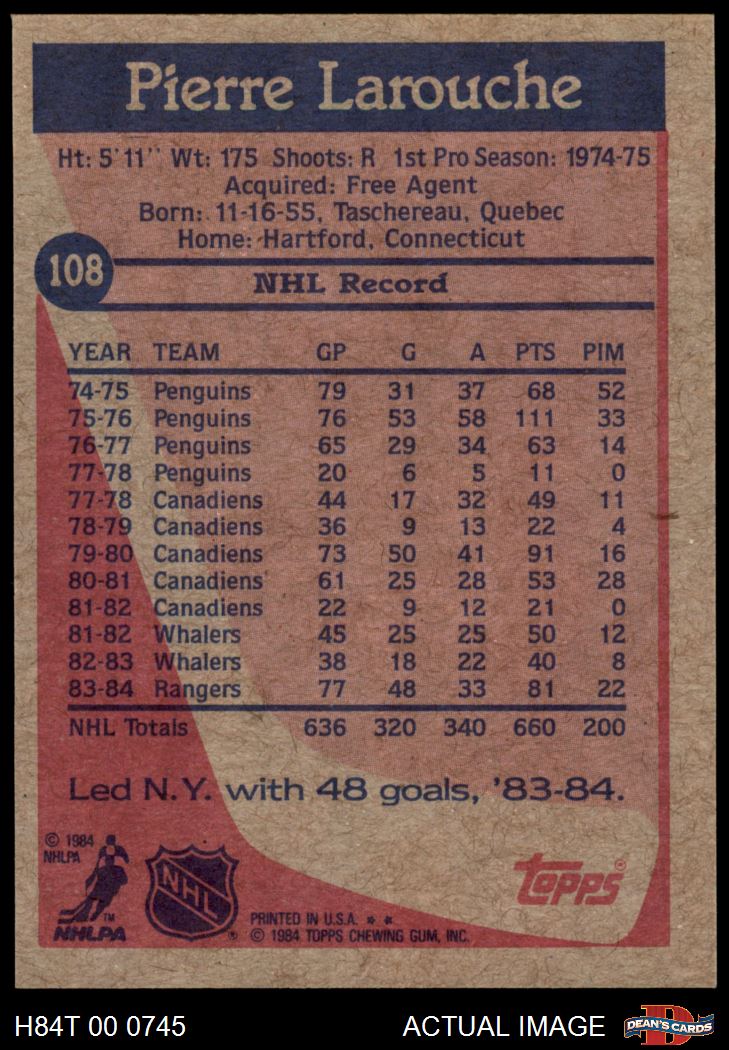 Pierre Larouche
Ht: 5'11'' Wt: 175 Shoots: R 1st Pro Season: 1974-75
Acquired: Free Agent
Born: 11-16-55, Taschereau, Quebec
Home: Hartford, Connecticut
108
NHL Record
YEAR TEAM GP G A PTS PIM
74-75 Penguins 79 31 37 68 52
75-76 Penguins 76 53 58 111 33
76-77 Penguins 65 29 34 63 14
77-78 Penguins 20 6 5 11 0
77-78 Canadiens 44 17 32 49 11
78-79 Canadiens 36 9 13 22 4
79-80 Canadiens 73 50 41 91 16
80-81 Canadiens 61 25 28 53 28
81-82 Canadiens 22 9 12 21 0
81-82 Whalers 45 25 25 50 12
82-83 Whalers 38 18 22 40 8
83-84 Rangers 77 48 33 81 22
NHL Totals 636 320 340 660 200
Led N.Y. with 48 goals, '83-84.
© 1984
NHLPA
TM
NHLPA
NHL
®
topps®
PRINTED IN U.S.A. * *
© 1984 TOPPS CHEWING GUM, INC.
H84T 00 0745
ACTUAL IMAGE
D
DEAN'S CARDS